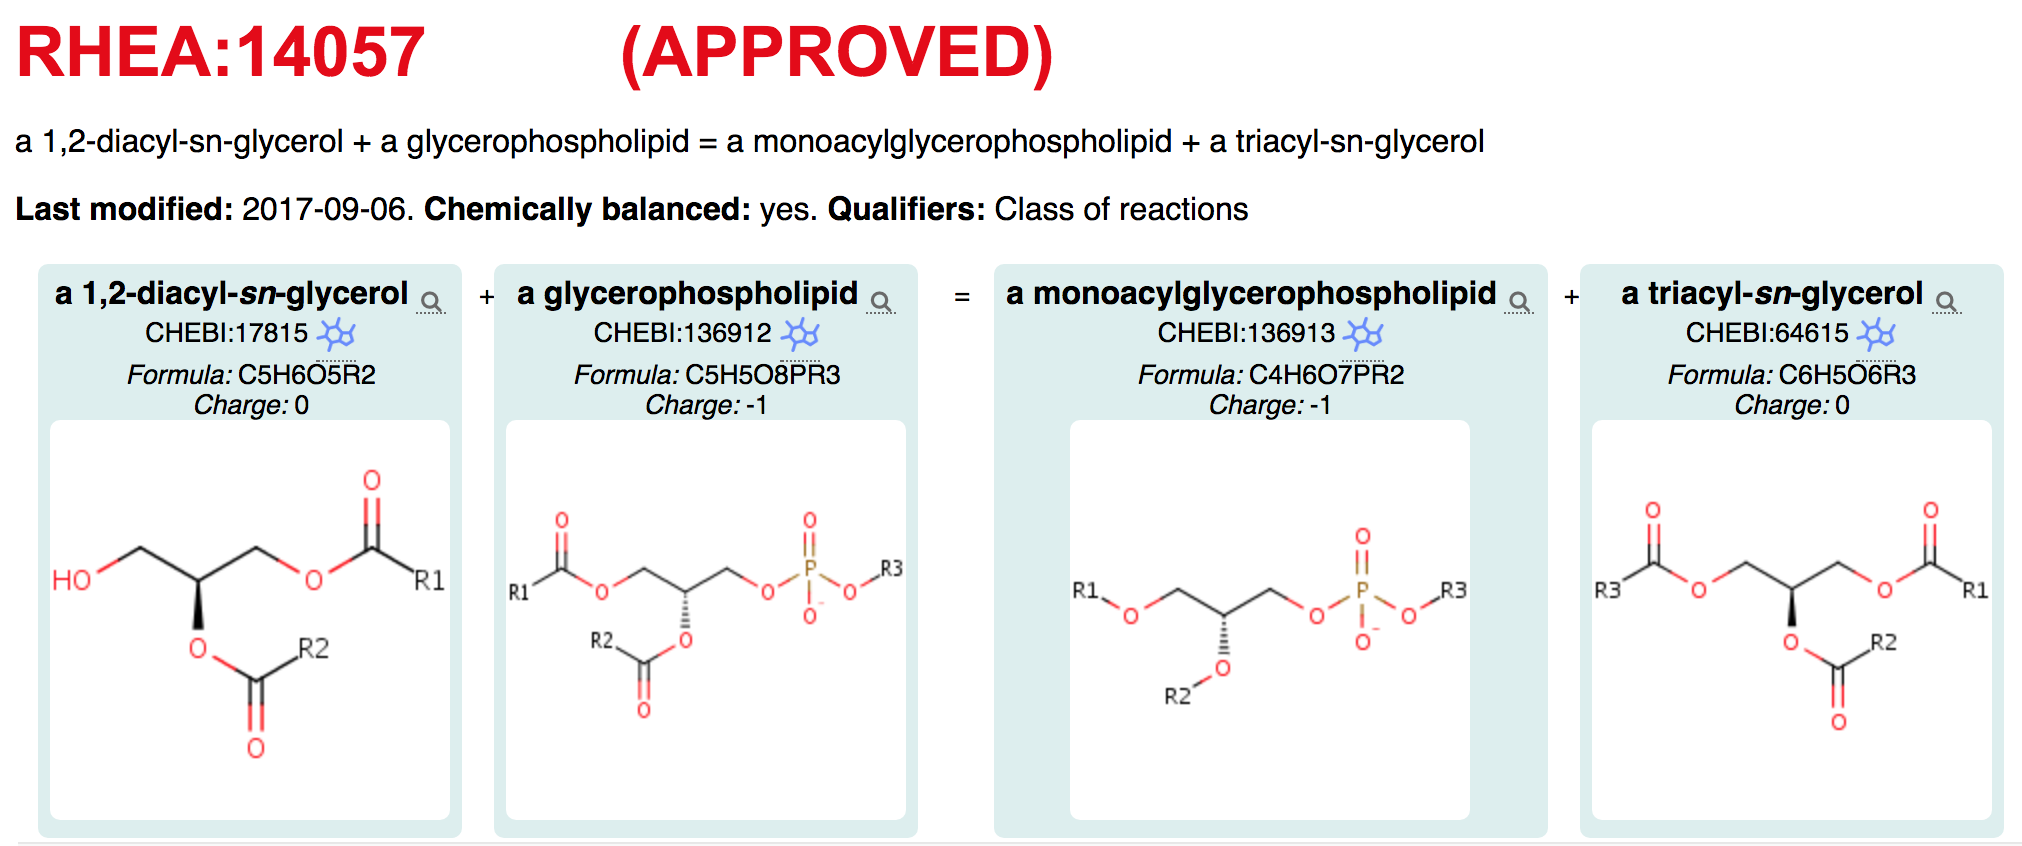 RHEA:14057 (APPROVED)
a 1,2-diacyl-sn-glycerol + a glycerophospholipid = a monoacylglycerophospholipid + a triacyl-sn-glycerol
Last modified: 2017-09-06. Chemically balanced: yes. Qualifiers: Class of reactions
a 1,2-diacyl-sn-glycerol + a glycerophospholipid = a monoacylglycerophospholipid + a triacyl-sn-glycerol
CHEBI:17815 CHEBI:136912 CHEBI:136913 CHEBI:64615
Formula: C5H6O5R2 Formula: C5H5O8PR3 Formula: C4H6O7PR2 Formula: C6H5O6R3
Charge: 0 Charge: -1 Charge: -1 Charge: 0
O
HO O R1
O R2
O
O O
R1 O O P O R3
O-
R2 O
O
O
R1 O O P O R3
O-
O
R2
O O
R3 O O R1
O R2
O